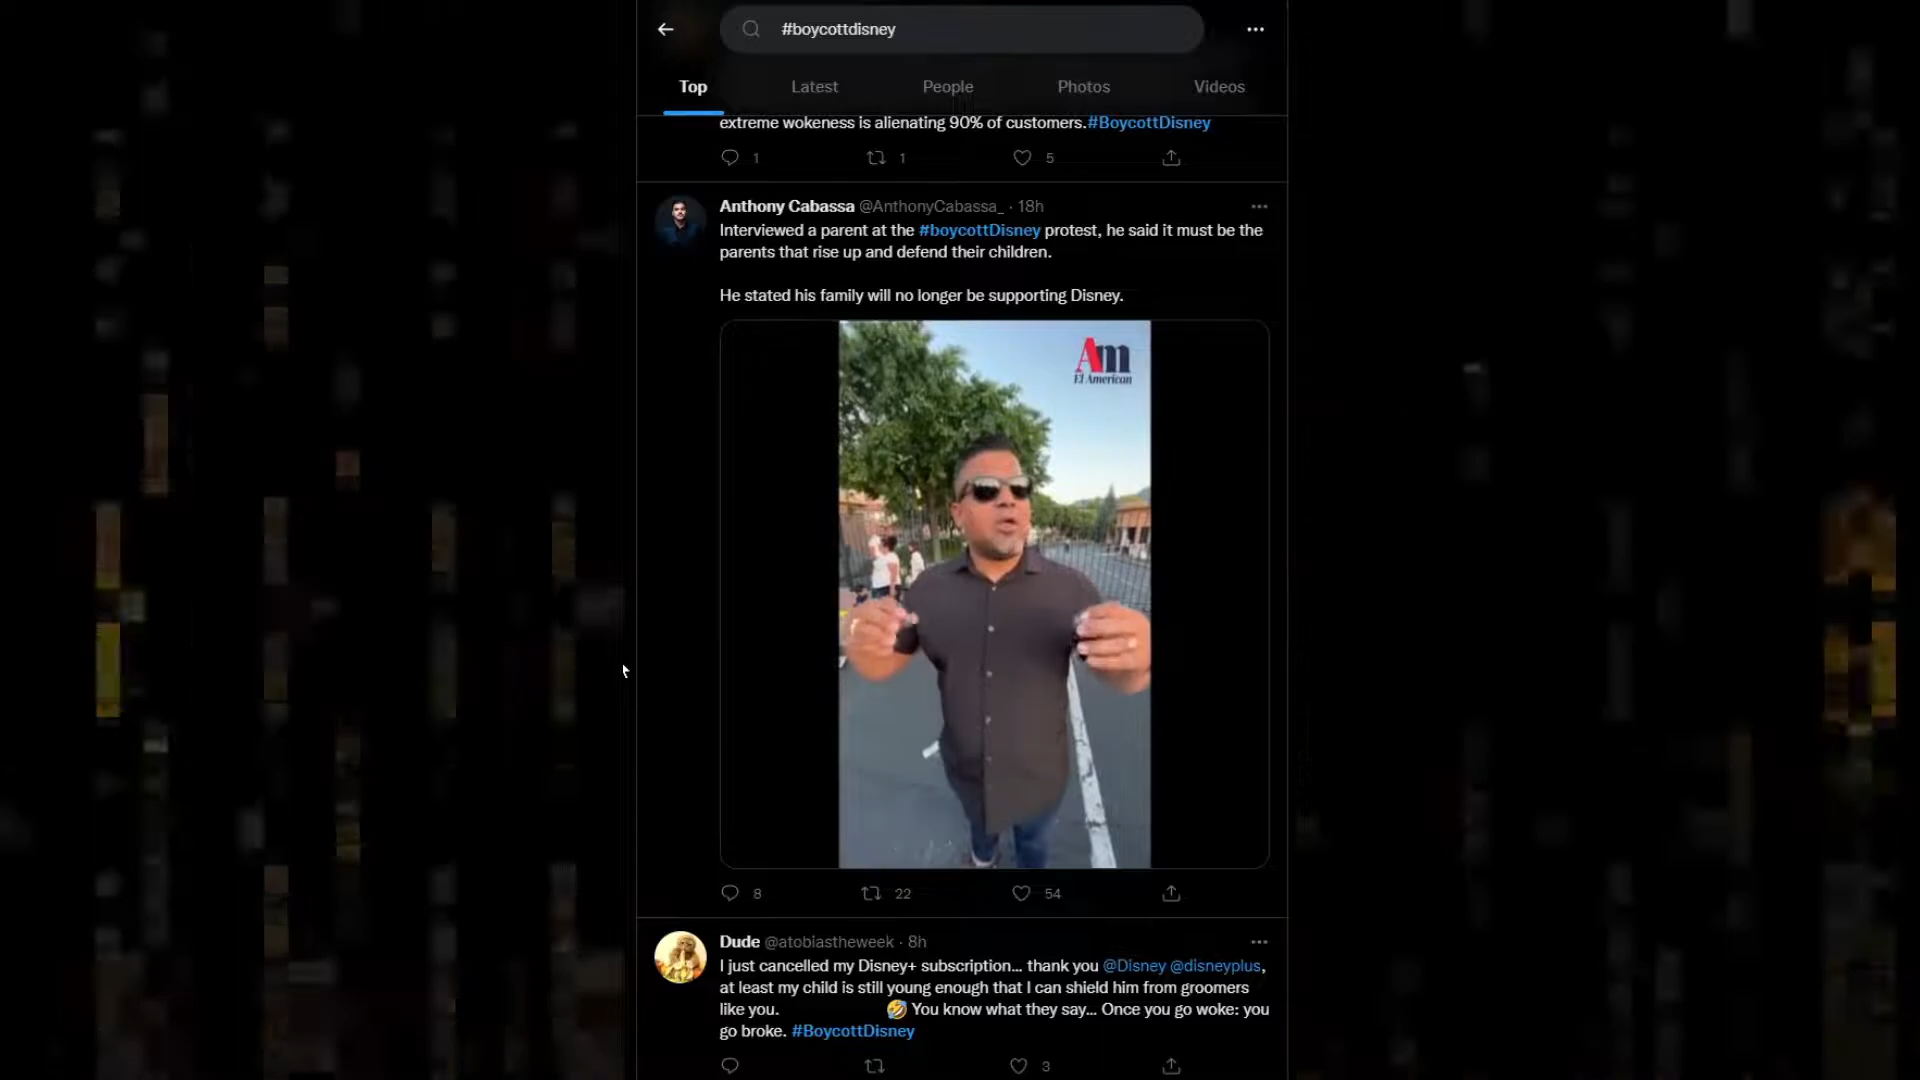 #boycottdisney
Top Latest People Photos Videos
extreme wokeness is alienating 90% of customers.#BoycottDisney
1 1 5
Anthony Cabassa @AnthonyCabassa_ · 18h
Interviewed a parent at the #boycottDisney protest, he said it must be the
parents that rise up and defend their children.
He stated his family will no longer be supporting Disney.
Am
El American
8 22 54
Dude @atobiastheweek · 8h
I just cancelled my Disney+ subscription... thank you @Disney @disneyplus,
at least my child is still young enough that I can shield him from groomers
like you. 🤣 You know what they say... Once you go woke: you
go broke. #BoycottDisney
3